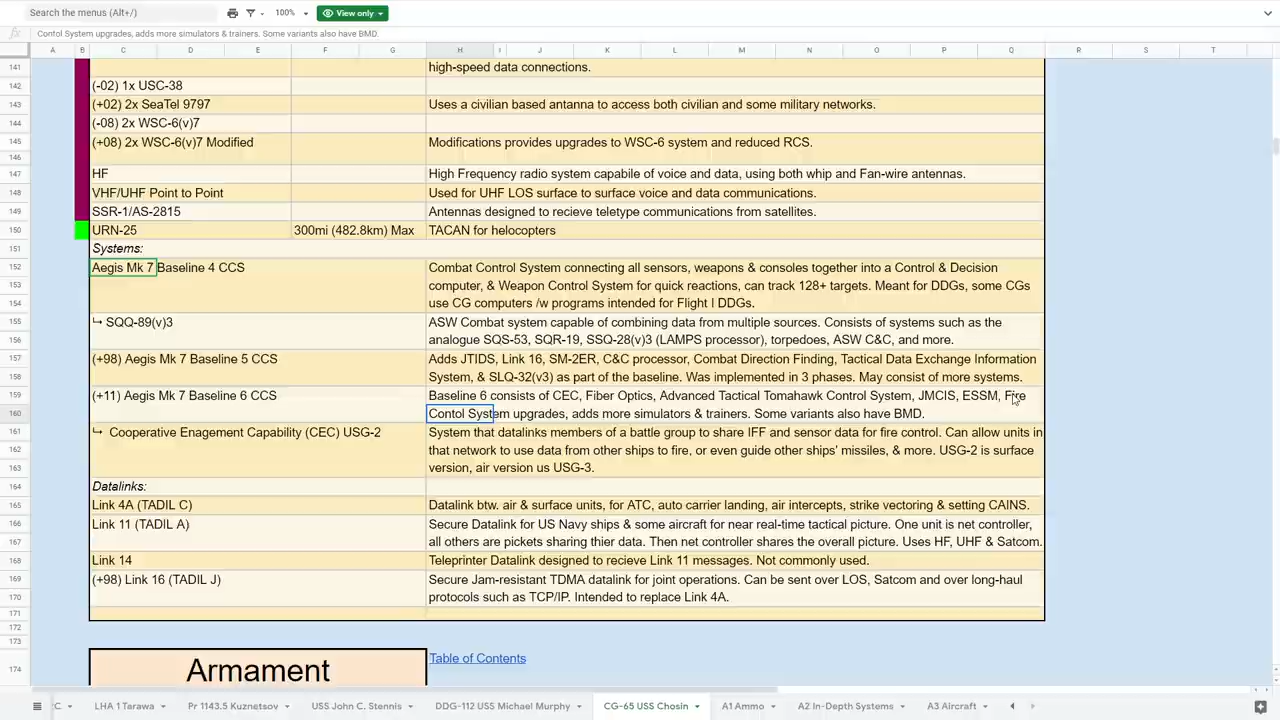 Search the menus (Alt+/)
100%
View only
fx
Contol System upgrades, adds more simulators & trainers. Some variants also have BMD.
A B C D E F G H I J K L M N O P Q R S T
141 high-speed data connections.
142 (-02) 1x USC-38
143 (+02) 2x SeaTel 9797 Uses a civilian based antenna to access both civilian and some military networks.
144 (-08) 2x WSC-6(v)7
145 (+08) 2x WSC-6(v)7 Modified Modifications provides upgrades to WSC-6 system and reduced RCS.
146
147 HF High Frequency radio system capable of voice and data, using both whip and Fan-wire antennas.
148 VHF/UHF Point to Point Used for UHF LOS surface to surface voice and data communications.
149 SSR-1/AS-2815 Antennas designed to recieve teletype communications from satellites.
150 URN-25 300mi (482.8km) Max TACAN for helocopters
151 Systems:
152 Aegis Mk 7 Baseline 4 CCS Combat Control System connecting all sensors, weapons & consoles together into a Control & Decision
153 computer, & Weapon Control System for quick reactions, can track 128+ targets. Meant for DDGs, some CGs
154 use CG computers /w programs intended for Flight I DDGs.
155 ↳ SQQ-89(v)3 ASW Combat system capable of combining data from multiple sources. Consists of systems such as the
156 analogue SQS-53, SQR-19, SSQ-28(v)3 (LAMPS processor), torpedoes, ASW C&C, and more.
157 (+98) Aegis Mk 7 Baseline 5 CCS Adds JTIDS, Link 16, SM-2ER, C&C processor, Combat Direction Finding, Tactical Data Exchange Information
158 System, & SLQ-32(v3) as part of the baseline. Was implemented in 3 phases. May consist of more systems.
159 (+11) Aegis Mk 7 Baseline 6 CCS Baseline 6 consists of CEC, Fiber Optics, Advanced Tactical Tomahawk Control System, JMCIS, ESSM, Fire
160 Contol System upgrades, adds more simulators & trainers. Some variants also have BMD.
161 ↳ Cooperative Enagement Capability (CEC) USG-2 System that datalinks members of a battle group to share IFF and sensor data for fire control. Can allow units in
162 that network to use data from other ships to fire, or even guide other ships' missiles, & more. USG-2 is surface
163 version, air version us USG-3.
164 Datalinks:
165 Link 4A (TADIL C) Datalink btw. air & surface units, for ATC, auto carrier landing, air intercepts, strike vectoring & setting CAINS.
166 Link 11 (TADIL A) Secure Datalink for US Navy ships & some aircraft for near real-time tactical picture. One unit is net controller,
167 all others are pickets sharing thier data. Then net controller shares the overall picture. Uses HF, UHF & Satcom.
168 Link 14 Teleprinter Datalink designed to recieve Link 11 messages. Not commonly used.
169 (+98) Link 16 (TADIL J) Secure Jam-resistant TDMA datalink for joint operations. Can be sent over LOS, Satcom and over long-haul
170 protocols such as TCP/IP. Intended to replace Link 4A.
171
172
173
174 Armament Table of Contents
C LHA 1 Tarawa Pr 1143.5 Kuznetsov USS John C. Stennis DDG-112 USS Michael Murphy CG-65 USS Chosin A1 Ammo A2 In-Depth Systems A3 Aircraft